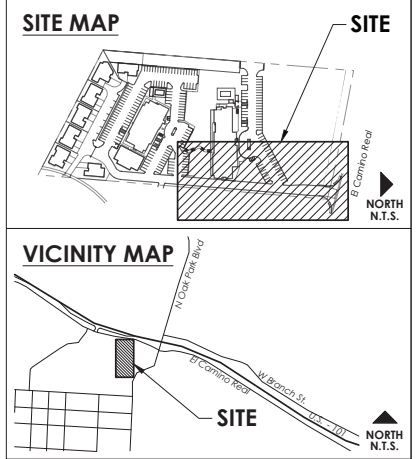 SITE MAP
SITE
El Camino Real
NORTH
N.T.S.
VICINITY MAP
N Oak Park Blvd
El Camino Real
W Branch St.
U.S. - 101
SITE
NORTH
N.T.S.